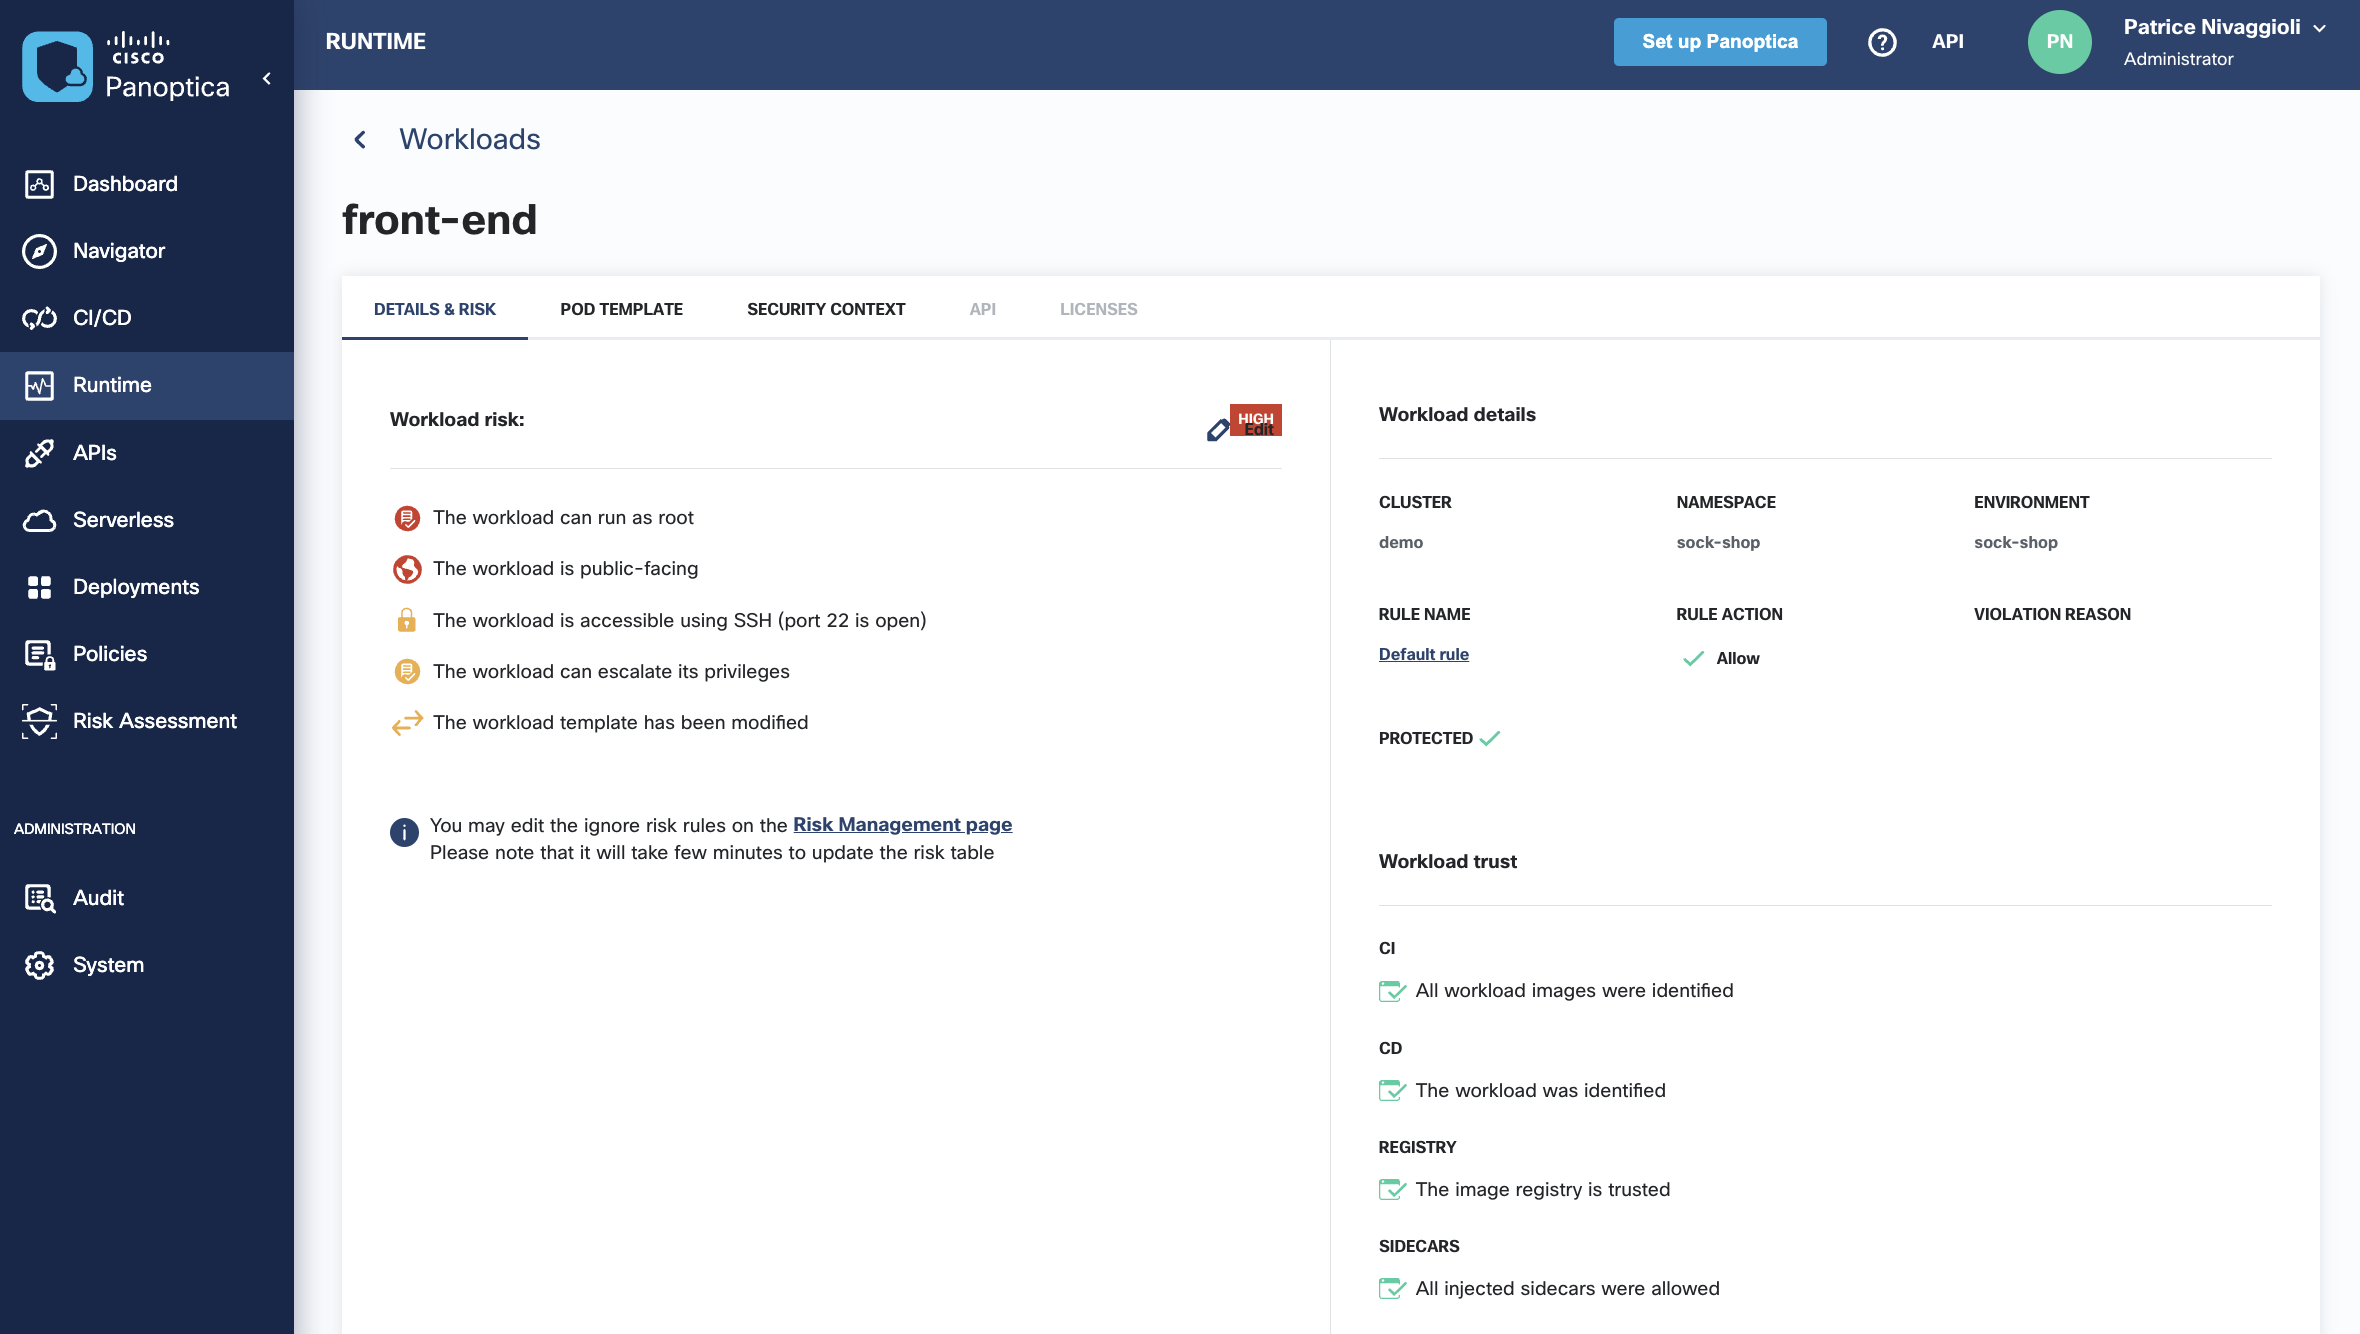 cisco
Panoptica
RUNTIME
Set up Panoptica
API
PN
Patrice Nivaggioli
Administrator
Dashboard
Navigator
CI/CD
Runtime
APIs
Serverless
Deployments
Policies
Risk Assessment
ADMINISTRATION
Audit
System
Workloads
front-end
DETAILS & RISK
POD TEMPLATE
SECURITY CONTEXT
API
LICENSES
Workload risk:
HIGH
Edit
The workload can run as root
The workload is public-facing
The workload is accessible using SSH (port 22 is open)
The workload can escalate its privileges
The workload template has been modified
You may edit the ignore risk rules on the Risk Management page
Please note that it will take few minutes to update the risk table
Workload details
CLUSTER NAMESPACE ENVIRONMENT
demo sock-shop sock-shop
RULE NAME RULE ACTION VIOLATION REASON
Default rule Allow
PROTECTED
Workload trust
CI
All workload images were identified
CD
The workload was identified
REGISTRY
The image registry is trusted
SIDECARS
All injected sidecars were allowed